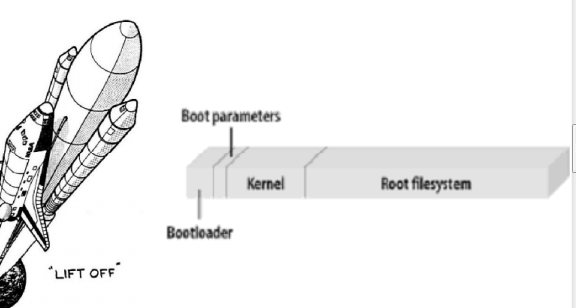 Boot parameters
Kernel
Root filesystem
Bootloader
"LIFT OFF"